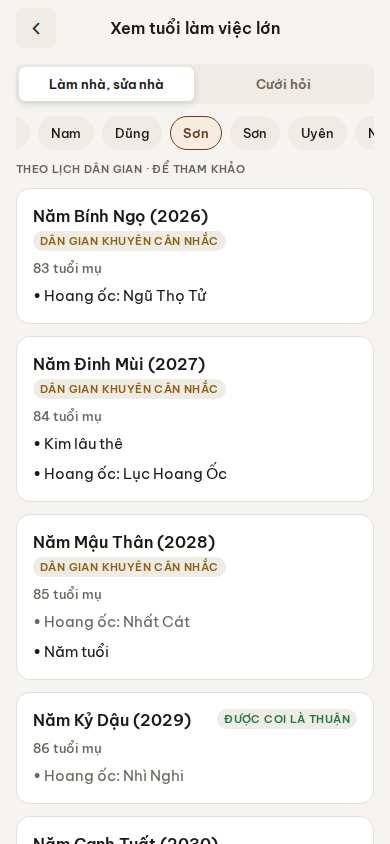 Xem tuổi làm việc lớn
Làm nhà, sửa nhà
Cưới hỏi
Nam
Dũng
Sơn
Sơn
Uyên
THEO LỊCH DÂN GIAN · ĐỂ THAM KHẢO
Năm Bính Ngọ (2026)
DÂN GIAN KHUYÊN CÂN NHẮC
83 tuổi mụ
• Hoang ốc: Ngũ Thọ Tử
Năm Đinh Mùi (2027)
DÂN GIAN KHUYÊN CÂN NHẮC
84 tuổi mụ
• Kim lâu thê
• Hoang ốc: Lục Hoang Ốc
Năm Mậu Thân (2028)
DÂN GIAN KHUYÊN CÂN NHẮC
85 tuổi mụ
• Hoang ốc: Nhất Cát
• Năm tuổi
Năm Kỷ Dậu (2029)
ĐƯỢC COI LÀ THUẬN
86 tuổi mụ
• Hoang ốc: Nhì Nghi
Năm Canh Tuất (2030)